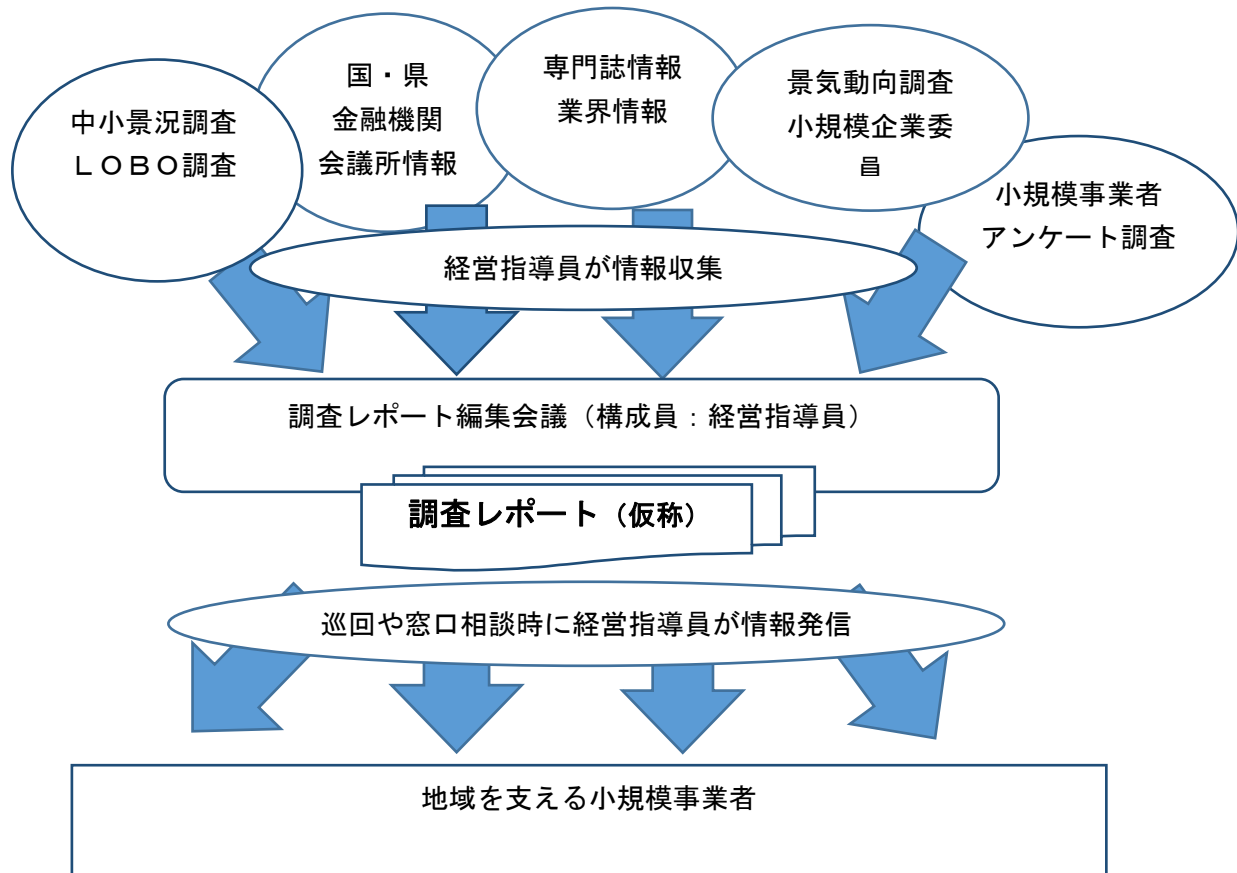 中小景況調査
ＬＯＢＯ調査
国・県
金融機関
会議所情報
専門誌情報
業界情報
景気動向調査
小規模企業委
員
小規模事業者
アンケート調査
経営指導員が情報収集
調査レポート編集会議（構成員：経営指導員）
調査レポート（仮称）
巡回や窓口相談時に経営指導員が情報発信
地域を支える小規模事業者